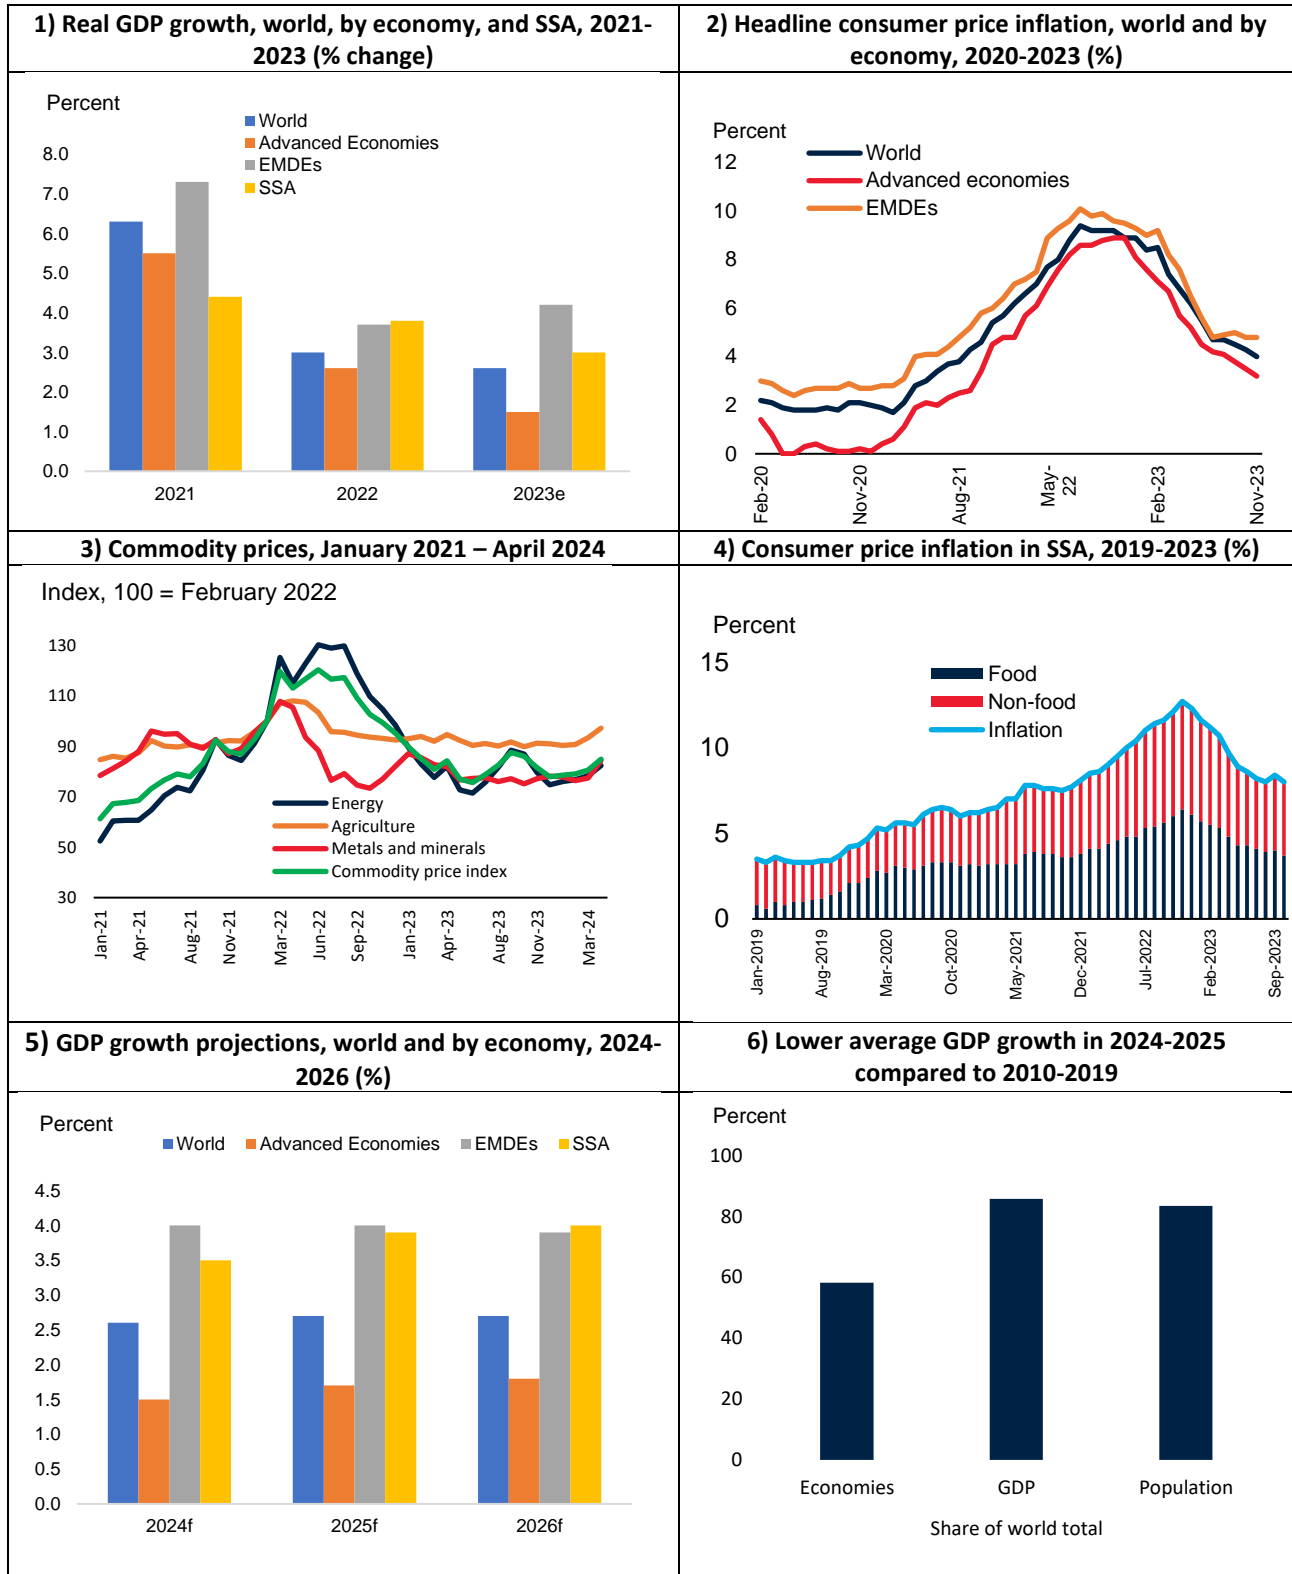 1) Real GDP growth, world, by economy, and SSA, 2021-
2023 (% change)
Percent
World
Advanced Economies
EMDEs
SSA
8.0
7.0
6.0
5.0
4.0
3.0
2.0
1.0
0.0
2021
2022
2023e
2) Headline consumer price inflation, world and by
economy, 2020-2023 (%)
Percent
World
Advanced economies
EMDEs
12
10
8
6
4
2
0
Feb-20
Nov-20
Aug-21
May-
22
Feb-23
Nov-23
3) Commodity prices, January 2021 – April 2024
Index, 100 = February 2022
130
110
90
70
50
30
Energy
Agriculture
Metals and minerals
Commodity price index
Jan-21
Apr-21
Aug-21
Nov-21
Mar-22
Jun-22
Sep-22
Jan-23
Apr-23
Aug-23
Nov-23
Mar-24
4) Consumer price inflation in SSA, 2019-2023 (%)
Percent
15
10
5
0
Food
Non-food
Inflation
Jan-2019
Aug-2019
Mar-2020
Oct-2020
May-2021
Dec-2021
Jul-2022
Feb-2023
Sep-2023
5) GDP growth projections, world and by economy, 2024-
2026 (%)
Percent
World
Advanced Economies
EMDEs
SSA
4.5
4.0
3.5
3.0
2.5
2.0
1.5
1.0
0.5
0.0
2024f
2025f
2026f
6) Lower average GDP growth in 2024-2025
compared to 2010-2019
Percent
100
80
60
40
20
0
Economies
GDP
Population
Share of world total